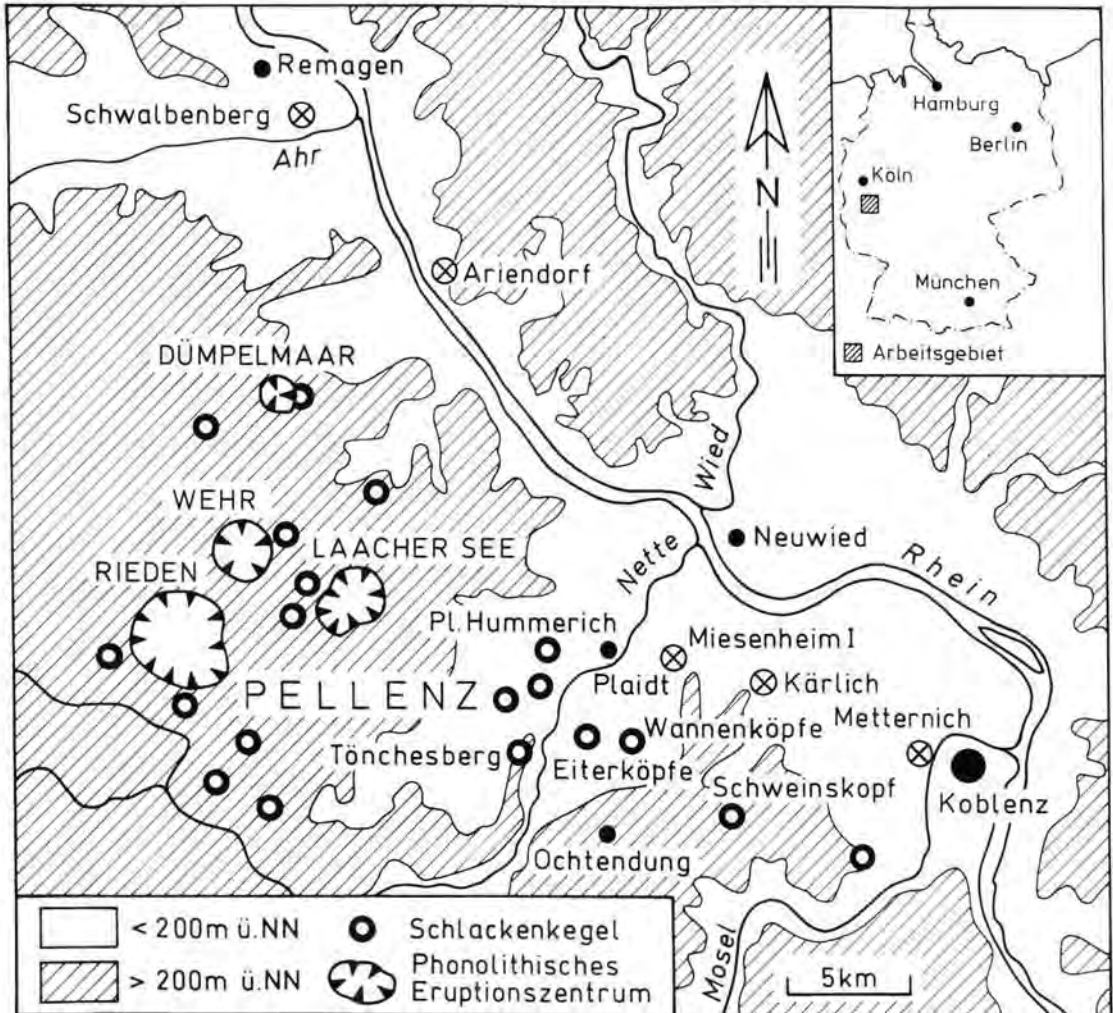 Remagen
Schwalbenberg
Ahr
Ariendorf
N
DÜMPELMAAR
WEHR
LAACHER SEE
RIEDEN
Wied
Neuwied
Nette
Rhein
Pl. Hummerich
Miesenheim I
Plaidt
Kärlich
PELLENZ
Metternich
Wannenköpfe
Tönchesberg
Eiterköpfe
Schweinskopf
Koblenz
Ochtendung
Mosel
5km
Hamburg
Berlin
Köln
München
Arbeitsgebiet
< 200m ü.NN
Schlackenkegel
> 200m ü.NN
Phonolithisches
Eruptionszentrum